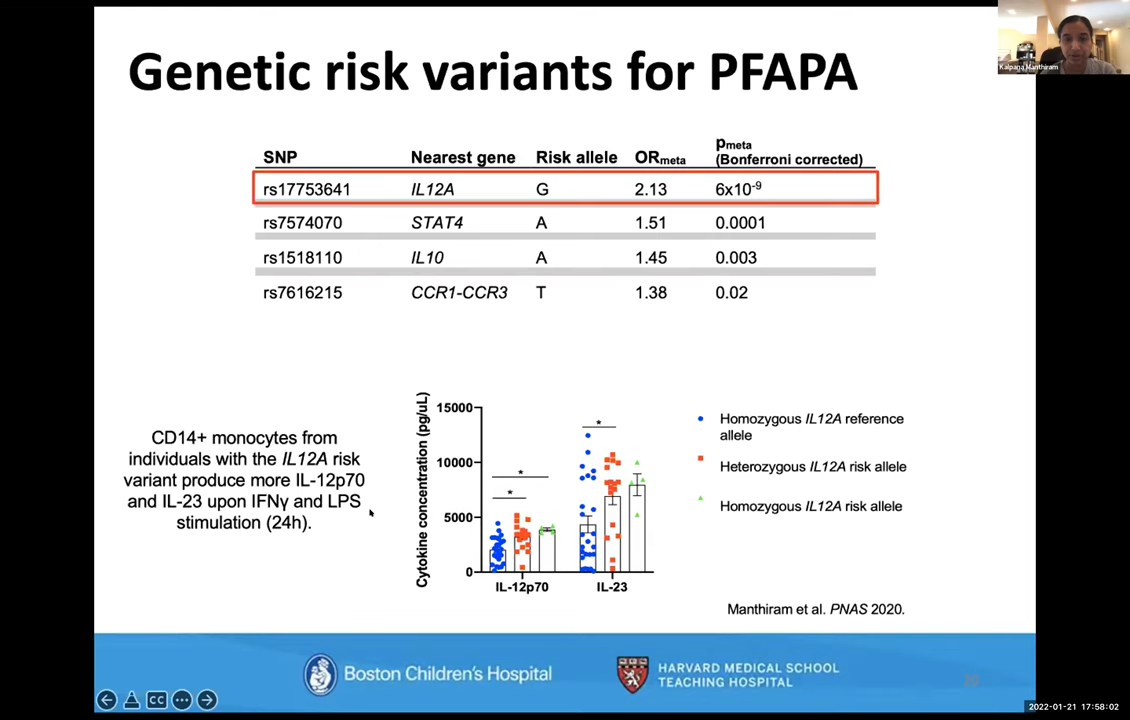 Genetic risk variants for PFAPA
Kalpana Manthiram
SNP Nearest gene Risk allele ORmeta pmeta (Bonferroni corrected)
rs17753641 IL12A G 2.13 6x10-9
rs7574070 STAT4 A 1.51 0.0001
rs1518110 IL10 A 1.45 0.003
rs7616215 CCR1-CCR3 T 1.38 0.02
CD14+ monocytes from
individuals with the IL12A risk
variant produce more IL-12p70
and IL-23 upon IFNγ and LPS
stimulation (24h).
Cytokine concentration (pg/uL)
15000
10000
5000
0
*
*
*
IL-12p70 IL-23
Homozygous IL12A reference
allele
Heterozygous IL12A risk allele
Homozygous IL12A risk allele
Manthiram et al. PNAS 2020.
Boston Children's Hospital
HARVARD MEDICAL SCHOOL
TEACHING HOSPITAL
CC
2022-01-21 17:58:02